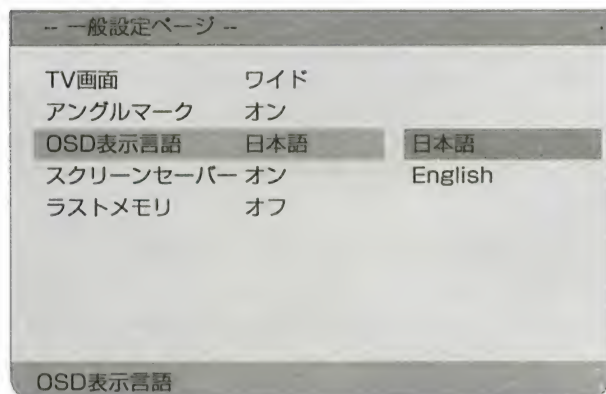 -- 一般設定ページ --
TV画面 ワイド
アングルマーク オン
OSD表示言語 日本語 日本語
スクリーンセーバー オン English
ラストメモリ オフ
OSD表示言語